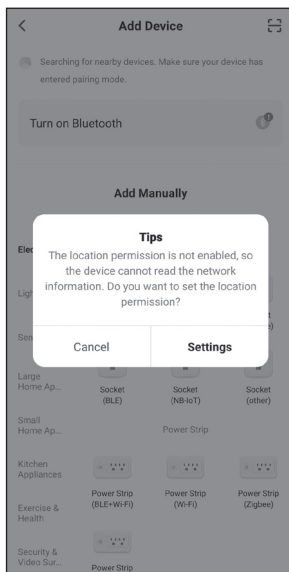 Add Device
Searching for nearby devices. Make sure your device has
entered pairing mode.
Turn on Bluetooth
Add Manually
Tips
The location permission is not enabled, so
the device cannot read the network
information. Do you want to set the location
permission?
Cancel
Settings
Elec
Ligh
Sen
Large
Home Ap...
Small
Home Ap...
Kitchen
Appliances
Exercise &
Health
Security &
Video Sur...
Socket
(BLE)
Socket
(NB-IoT)
Socket
(other)
Power Strip
Power Strip
(BLE+Wi-Fi)
Power Strip
(Wi-Fi)
Power Strip
(Zigbee)
Power Strip